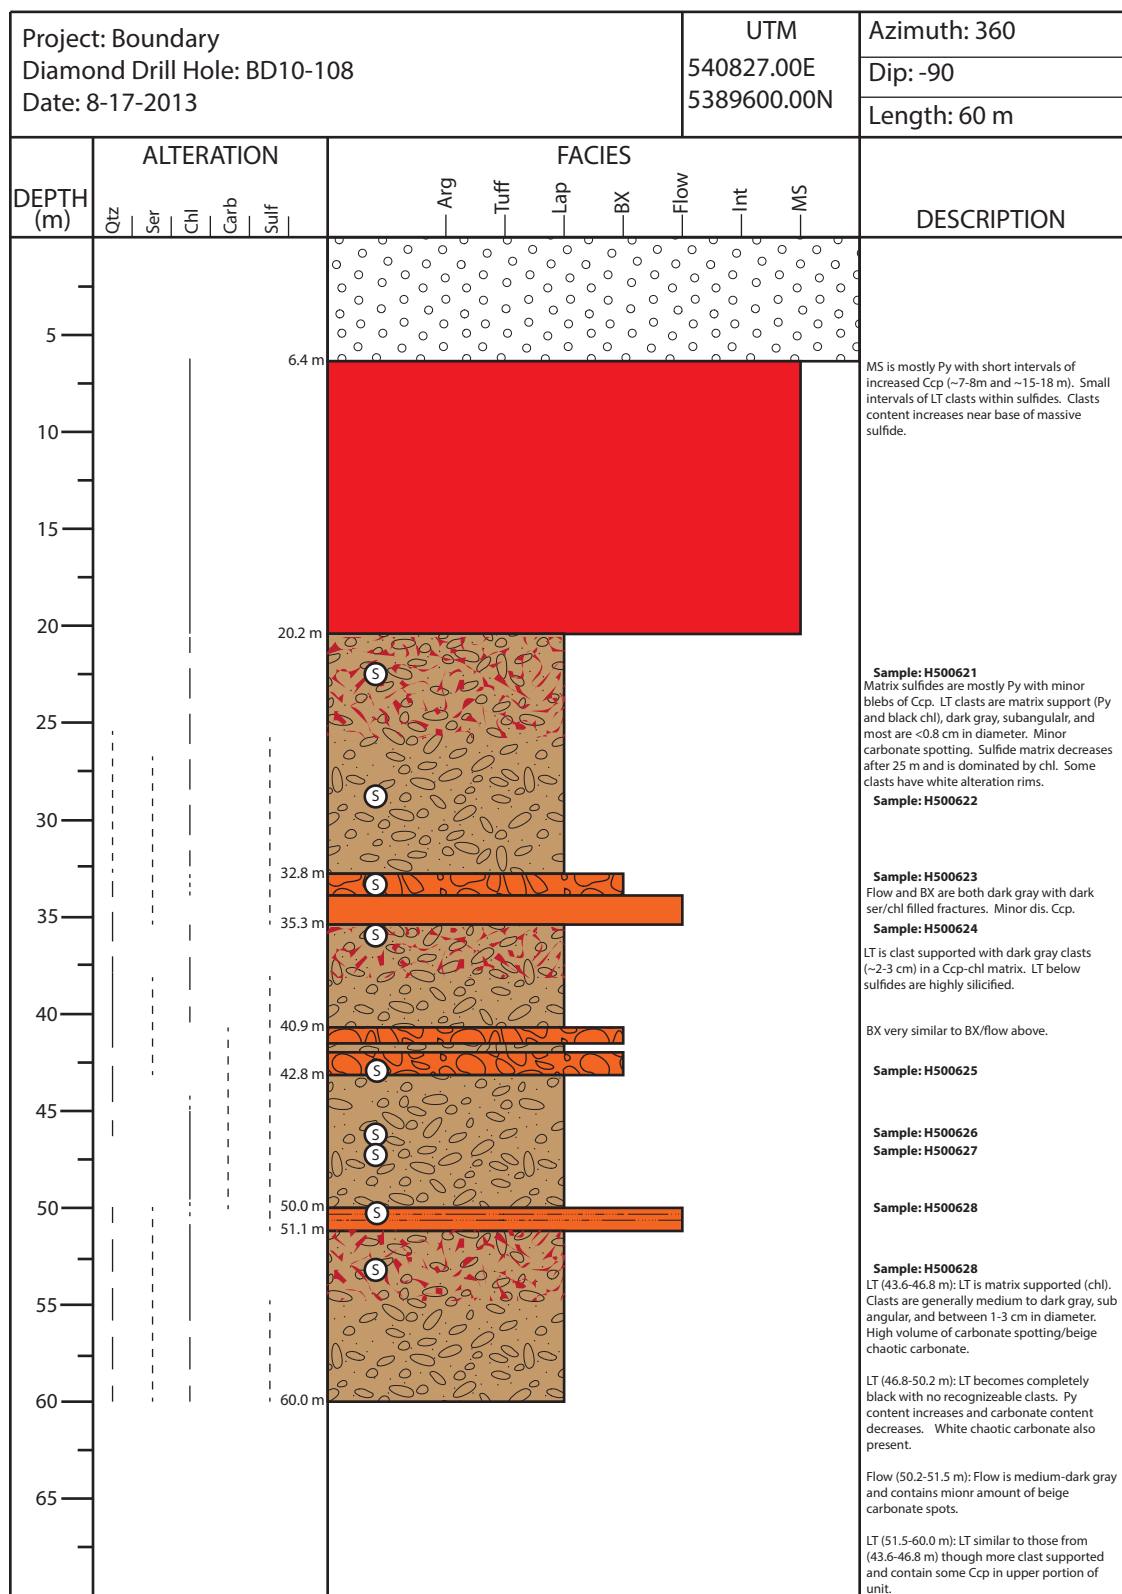 Project: Boundary
Diamond Drill Hole: BD10-108
Date: 8-17-2013
UTM
540827.00E
5389600.00N
Azimuth: 360
Dip: -90
Length: 60 m
DEPTH
(m)
ALTERATION
Qtz
Ser
Chl
Carb
Sulf
FACIES
Arg
Tuff
Lap
BX
Flow
Int
MS
DESCRIPTION
5
10
15
20
25
30
35
40
45
50
55
60
65
6.4 m
20.2 m
32.8 m
35.3 m
40.9 m
42.8 m
50.0 m
51.1 m
60.0 m
S
S
S
S
S
S
S
S
S
MS is mostly Py with short intervals of
increased Ccp (~7-8m and ~15-18 m). Small
intervals of LT clasts within sulfides. Clasts
content increases near base of massive
sulfide.
Sample: H500621
Matrix sulfides are mostly Py with minor
blebs of Ccp. LT clasts are matrix support (Py
and black chl), dark gray, subangulalr, and
most are <0.8 cm in diameter. Minor
carbonate spotting. Sulfide matrix decreases
after 25 m and is dominated by chl. Some
clasts have white alteration rims.
Sample: H500622
Sample: H500623
Flow and BX are both dark gray with dark
ser/chl filled fractures. Minor dis. Ccp.
Sample: H500624
LT is clast supported with dark gray clasts
(~2-3 cm) in a Ccp-chl matrix. LT below
sulfides are highly silicified.
BX very similar to BX/flow above.
Sample: H500625
Sample: H500626
Sample: H500627
Sample: H500628
Sample: H500628
LT (43.6-46.8 m): LT is matrix supported (chl).
Clasts are generally medium to dark gray, sub
angular, and between 1-3 cm in diameter.
High volume of carbonate spotting/beige
chaotic carbonate.
LT (46.8-50.2 m): LT becomes completely
black with no recognizeable clasts. Py
content increases and carbonate content
decreases. White chaotic carbonate also
present.
Flow (50.2-51.5 m): Flow is medium-dark gray
and contains mionr amount of beige
carbonate spots.
LT (51.5-60.0 m): LT similar to those from
(43.6-46.8 m) though more clast supported
and contain some Ccp in upper portion of
unit.